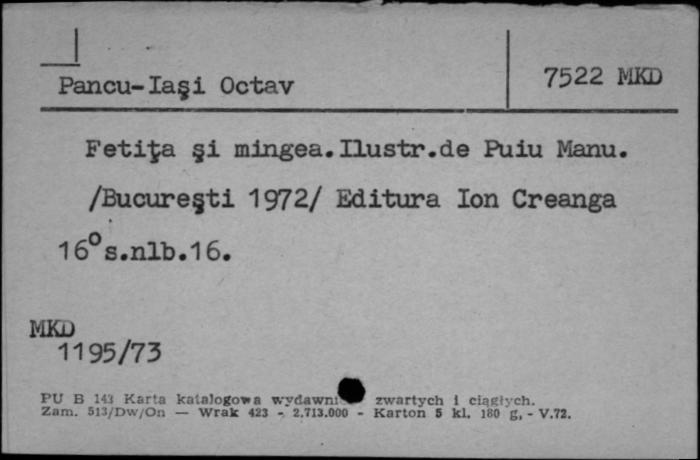 Pancu-Iaşi Octav
7522 MKD
Fetiţa şi mingea.Ilustr.de Puiu Manu.
/Bucureşti 1972/ Editura Ion Creanga
16° s.nlb.16.
MKD
1195/73
PU B 143 Karta katalogowa zwartych i ciągłych.
Zam. 513/Dw/On — Wrak 423 - 2.713.000 - Karton 5 kl. 180 g, - V.72.